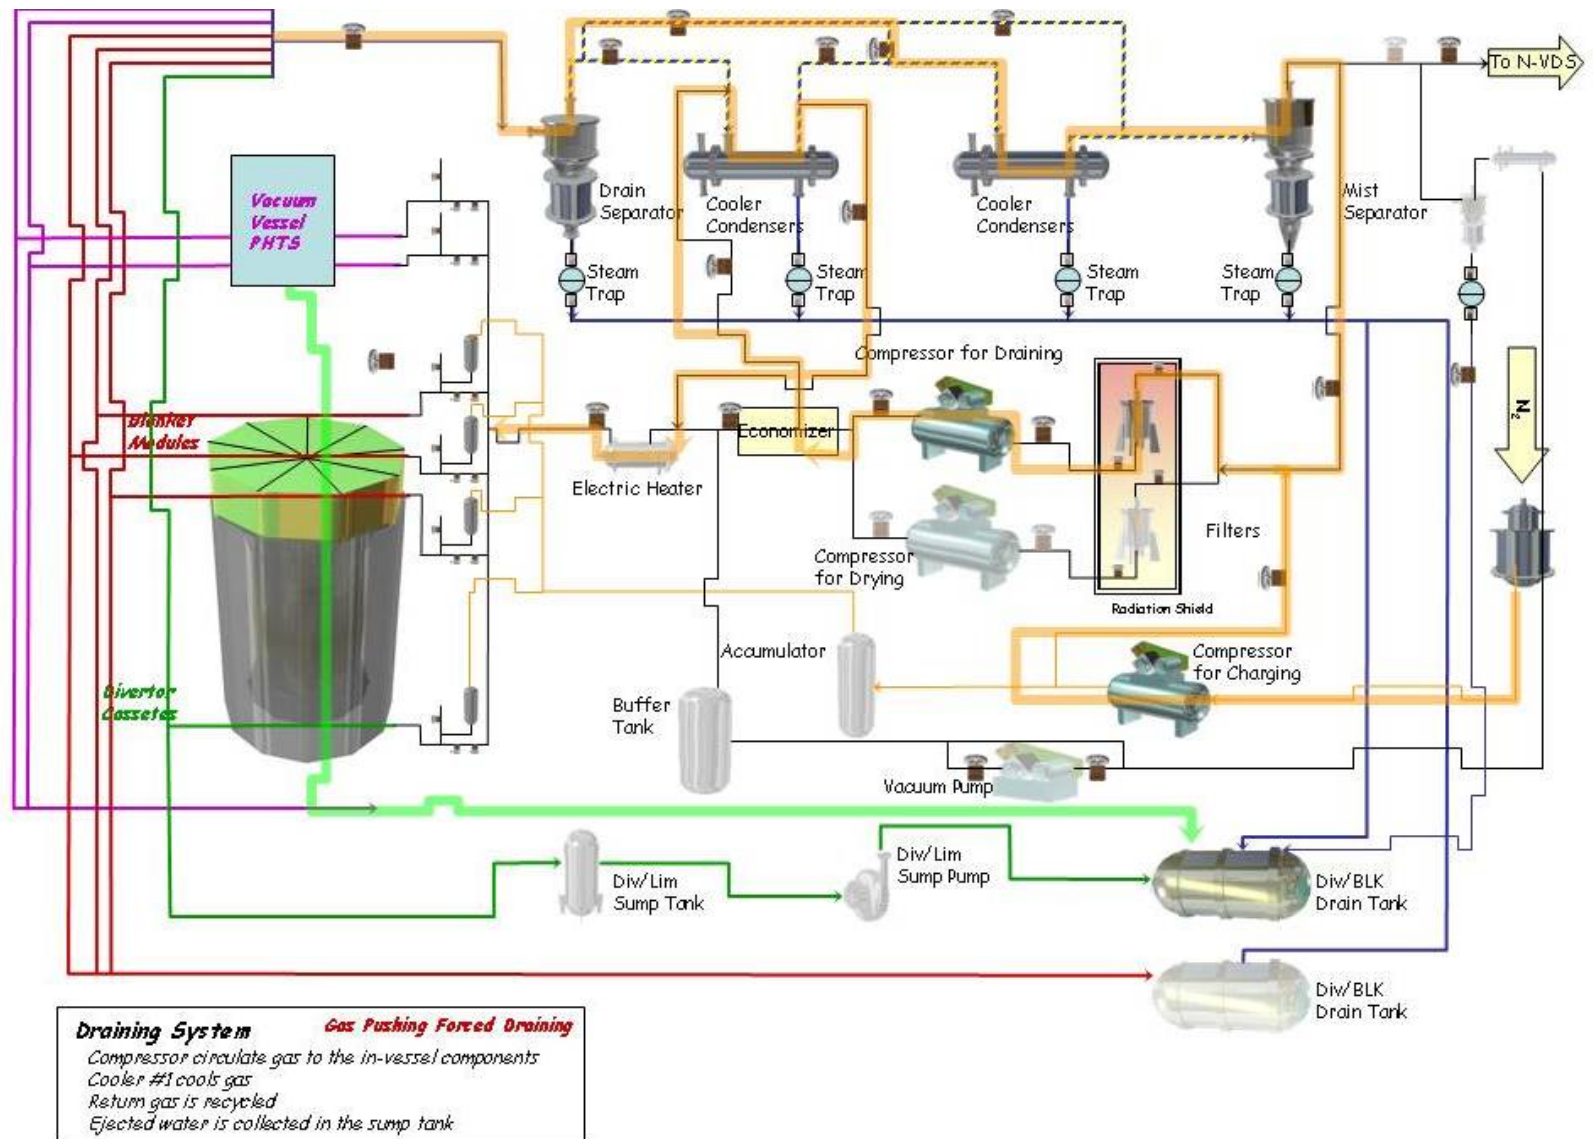 To N-VDS
Vacuum
Vessel
PHTS
Drain
Separator
Cooler
Condensers
Cooler
Condensers
Mist
Separator
Steam
Trap
Steam
Trap
Steam
Trap
Steam
Trap
Compressor for Draining
N2
Blanket
Modules
Economizer
Electric Heater
Compressor
for Drying
Filters
Radiation Shield
Accumulator
Compressor
for Charging
Divertor
Cassetes
Buffer
Tank
Vacuum Pump
Div/Lim
Sump Tank
Div/Lim
Sump Pump
Div/BLK
Drain Tank
Div/BLK
Drain Tank
Draining System Gas Pushing Forced Draining
Compressor circulate gas to the in-vessel components
Cooler #1 cools gas
Return gas is recycled
Ejected water is collected in the sump tank